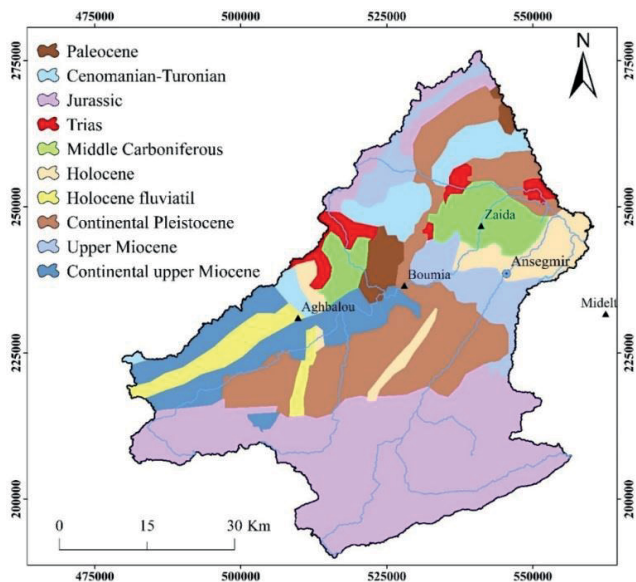 475000 500000 525000 550000
275000 275000
N
Paleocene
Cenomanian-Turonian
Jurassic
Trias
Middle Carboniferous
Holocene
Holocene fluviatil
Continental Pleistocene
Upper Miocene
Continental upper Miocene
250000 250000
Zaida
Ansegmir
Boumia
Midelt
Aghbalou
225000 225000
200000 200000
0 15 30 Km
475000 500000 525000 550000